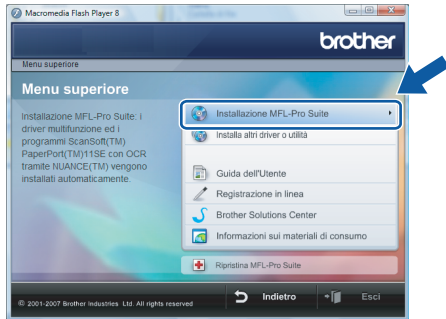 Macromedia Flash Player 8
brother
Menu superiore
Menu superiore
Installazione MFL-Pro Suite: i
driver multifunzione ed i
programmi ScanSoft(TM)
PaperPort(TM)11SE con OCR
tramite NUANCE(TM) vengono
installati automaticamente.
Installazione MFL-Pro Suite
Installa altri driver o utilità
Guida dell'Utente
Registrazione in linea
Brother Solutions Center
Informazioni sui materiali di consumo
Ripristina MFL-Pro Suite
© 2001-2007 Brother Industries Ltd. All rights reserved
Indietro
Esci